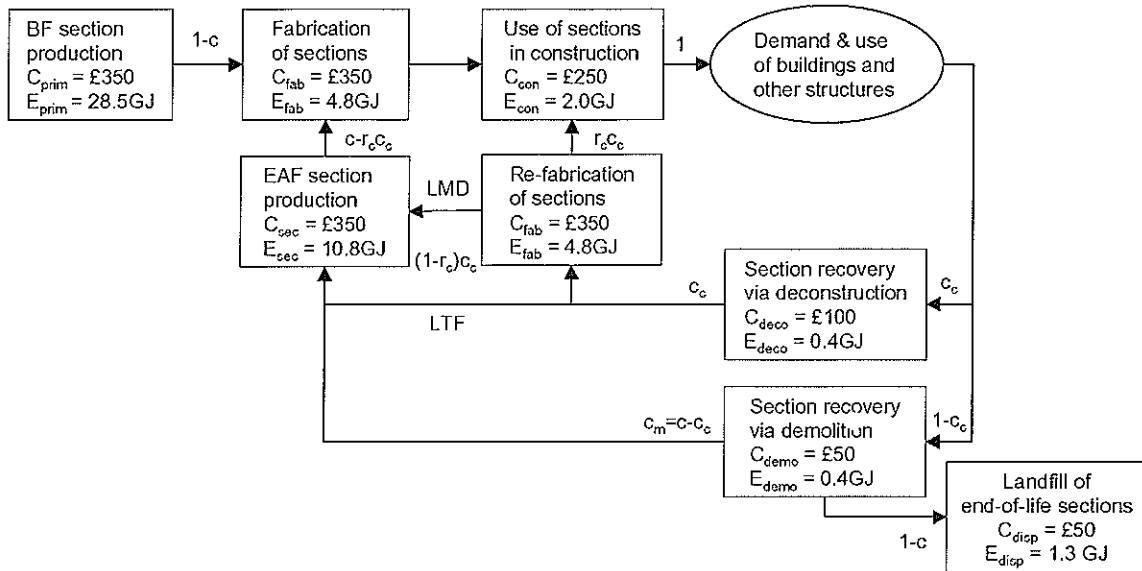 BF section
production
C_prim = £350
E_prim = 28.5GJ
1-c
Fabrication
of sections
C_fab = £350
E_fab = 4.8GJ
Use of sections
in construction
C_con = £250
E_con = 2.0GJ
1
Demand & use
of buildings and
other structures
c-r_cc_c
r_cc_c
EAF section
production
C_sec = £350
E_sec = 10.8GJ
LMD
(1-r_c)c_c
Re-fabrication
of sections
C_fab = £350
E_fab = 4.8GJ
LTF
c_c
Section recovery
via deconstruction
C_deco = £100
E_deco = 0.4GJ
c_c
c_m=c-c_c
Section recovery
via demolition
C_demo = £50
E_demo = 0.4GJ
1-c_c
1-c
Landfill of
end-of-life sections
C_disp = £50
E_disp = 1.3 GJ